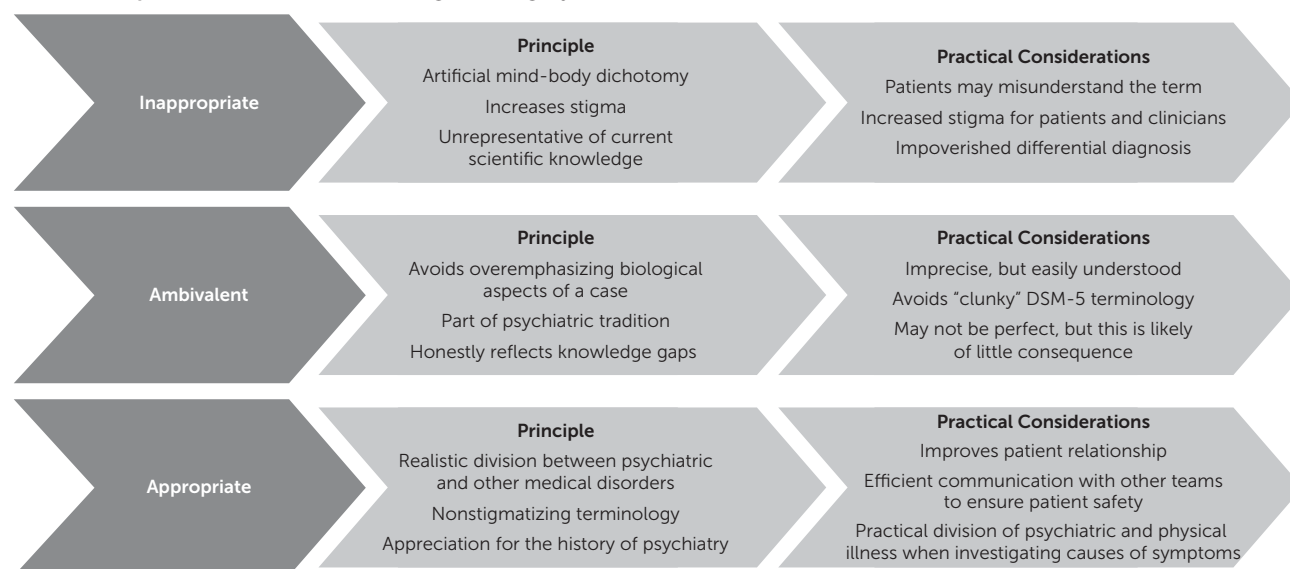 Inappropriate
Principle
Artificial mind-body dichotomy
Increases stigma
Unrepresentative of current
scientific knowledge
Practical Considerations
Patients may misunderstand the term
Increased stigma for patients and clinicians
Impoverished differential diagnosis
Ambivalent
Principle
Avoids overemphasizing biological
aspects of a case
Part of psychiatric tradition
Honestly reflects knowledge gaps
Practical Considerations
Imprecise, but easily understood
Avoids “clunky” DSM-5 terminology
May not be perfect, but this is likely
of little consequence
Appropriate
Principle
Realistic division between psychiatric
and other medical disorders
Nonstigmatizing terminology
Appreciation for the history of psychiatry
Practical Considerations
Improves patient relationship
Efficient communication with other teams
to ensure patient safety
Practical division of psychiatric and physical
illness when investigating causes of symptoms